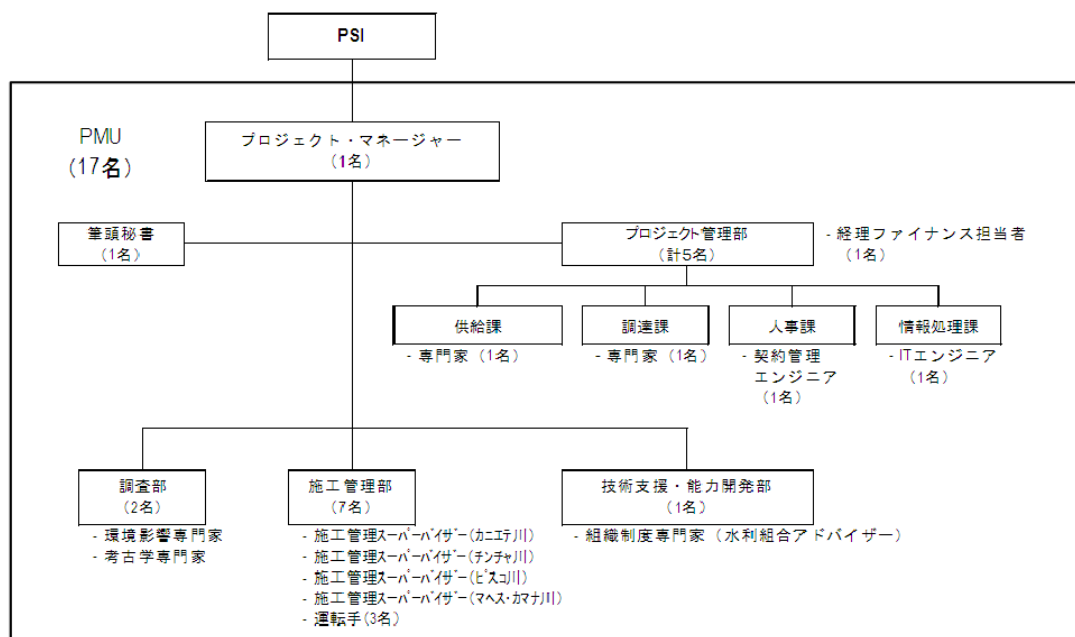 PSI
PMU
(17名)
プロジェクト・マネージャー
(1名)
筆頭秘書
(1名)
プロジェクト管理部
(計5名)
- 経理ファイナンス担当者
(1名)
供給課
調達課
人事課
情報処理課
- 専門家 (1名)
- 専門家 (1名)
- 契約管理
エンジニア
(1名)
- ITエンジニア
(1名)
調査部
(2名)
- 環境影響専門家
- 考古学専門家
施工管理部
(7名)
- 施工管理スーパーバイザー(カニエテ川)
- 施工管理スーパーバイザー(チンチャ川)
- 施工管理スーパーバイザー(ピスコ川)
- 施工管理スーパーバイザー(マヘス・カマナ川)
- 運転手(3名)
技術支援・能力開発部
(1名)
- 組織制度専門家 (水利組合アドバイザー)